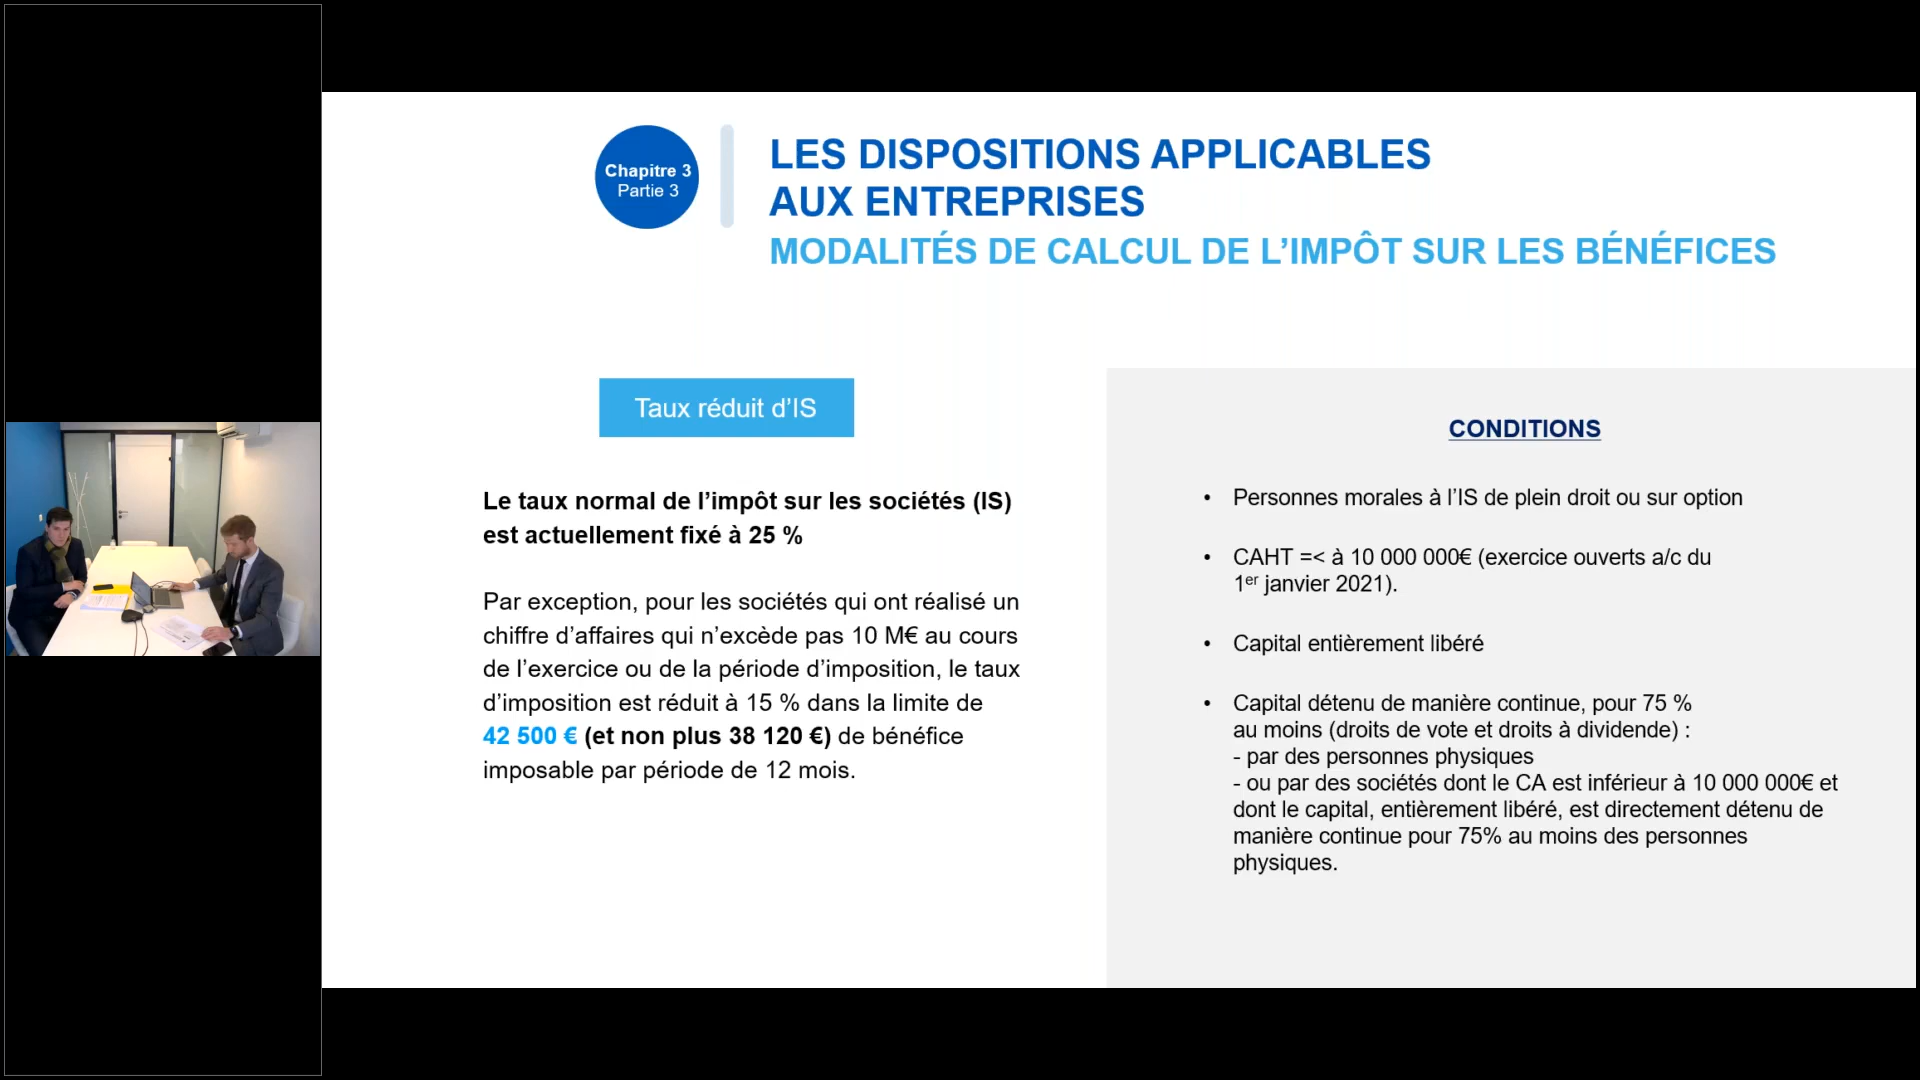 Chapitre 3
Partie 3
LES DISPOSITIONS APPLICABLES
AUX ENTREPRISES
MODALITÉS DE CALCUL DE L’IMPÔT SUR LES BÉNÉFICES
Taux réduit d’IS
Le taux normal de l’impôt sur les sociétés (IS)
est actuellement fixé à 25 %
Par exception, pour les sociétés qui ont réalisé un
chiffre d’affaires qui n’excède pas 10 M€ au cours
de l’exercice ou de la période d’imposition, le taux
d’imposition est réduit à 15 % dans la limite de
42 500 € (et non plus 38 120 €) de bénéfice
imposable par période de 12 mois.
CONDITIONS
• Personnes morales à l’IS de plein droit ou sur option
• CAHT =< à 10 000 000€ (exercice ouverts a/c du
1er janvier 2021).
• Capital entièrement libéré
• Capital détenu de manière continue, pour 75 %
au moins (droits de vote et droits à dividende) :
- par des personnes physiques
- ou par des sociétés dont le CA est inférieur à 10 000 000€ et
dont le capital, entièrement libéré, est directement détenu de
manière continue pour 75% au moins des personnes
physiques.